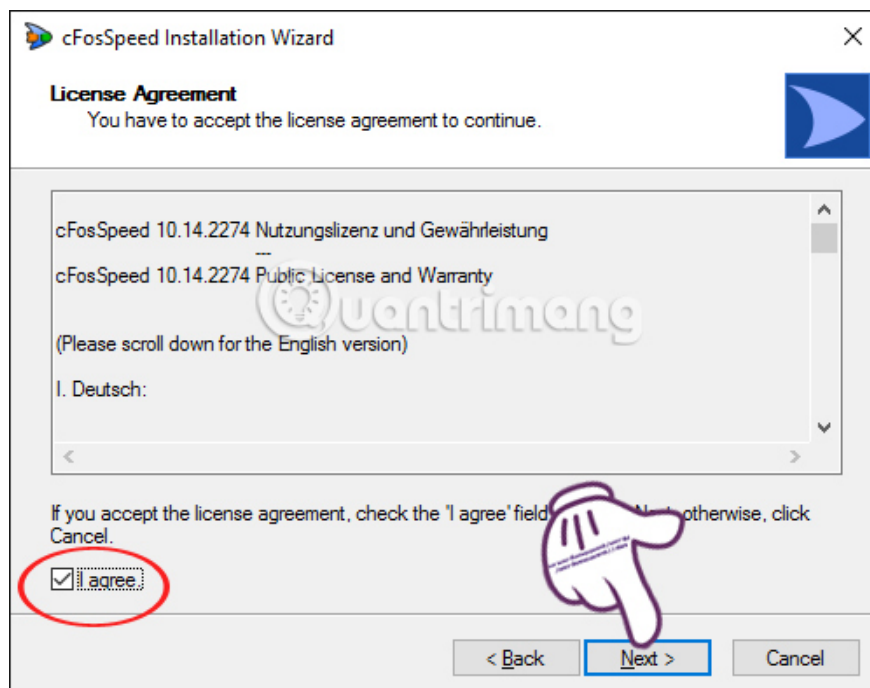 cFosSpeed Installation Wizard
License Agreement
You have to accept the license agreement to continue.
cFosSpeed 10.14.2274 Nutzungslizenz und Gewährleistung
---
cFosSpeed 10.14.2274 Public License and Warranty
Quantrimang
(Please scroll down for the English version)
I. Deutsch:
If you accept the license agreement, check the "I agree" field Next, otherwise, click
Cancel.
I agree.
< Back Next > Cancel